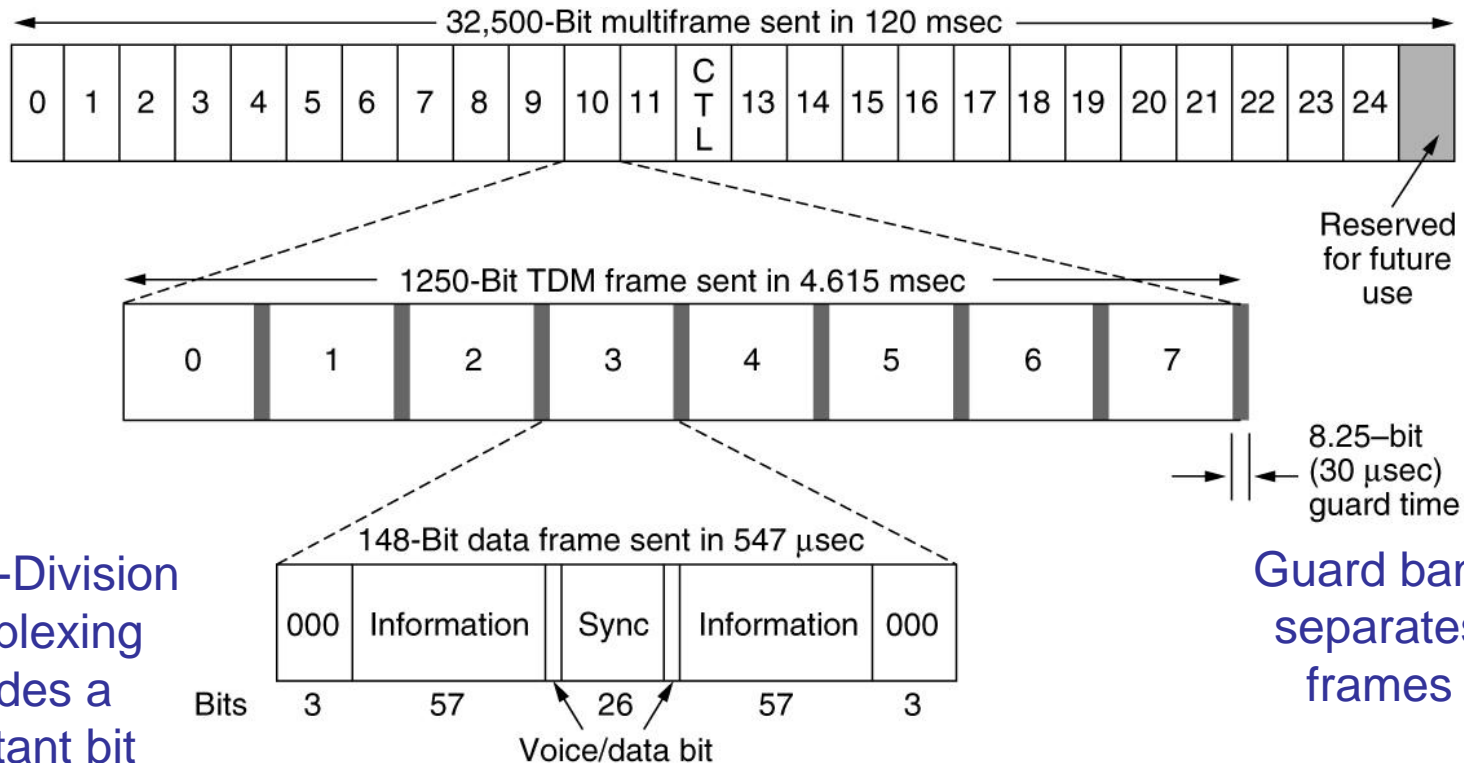 32,500-Bit multiframe sent in 120 msec
0 1 2 3 4 5 6 7 8 9 10 11 CTL 13 14 15 16 17 18 19 20 21 22 23 24
Reserved
for future
use
1250-Bit TDM frame sent in 4.615 msec
0 1 2 3 4 5 6 7
8.25–bit
(30 μsec)
guard time
148-Bit data frame sent in 547 μsec
000 Information Sync Information 000
Bits 3 57 26 57 3
Voice/data bit
-Division
plexing
des a
tant bit
Guard ban
separates
frames